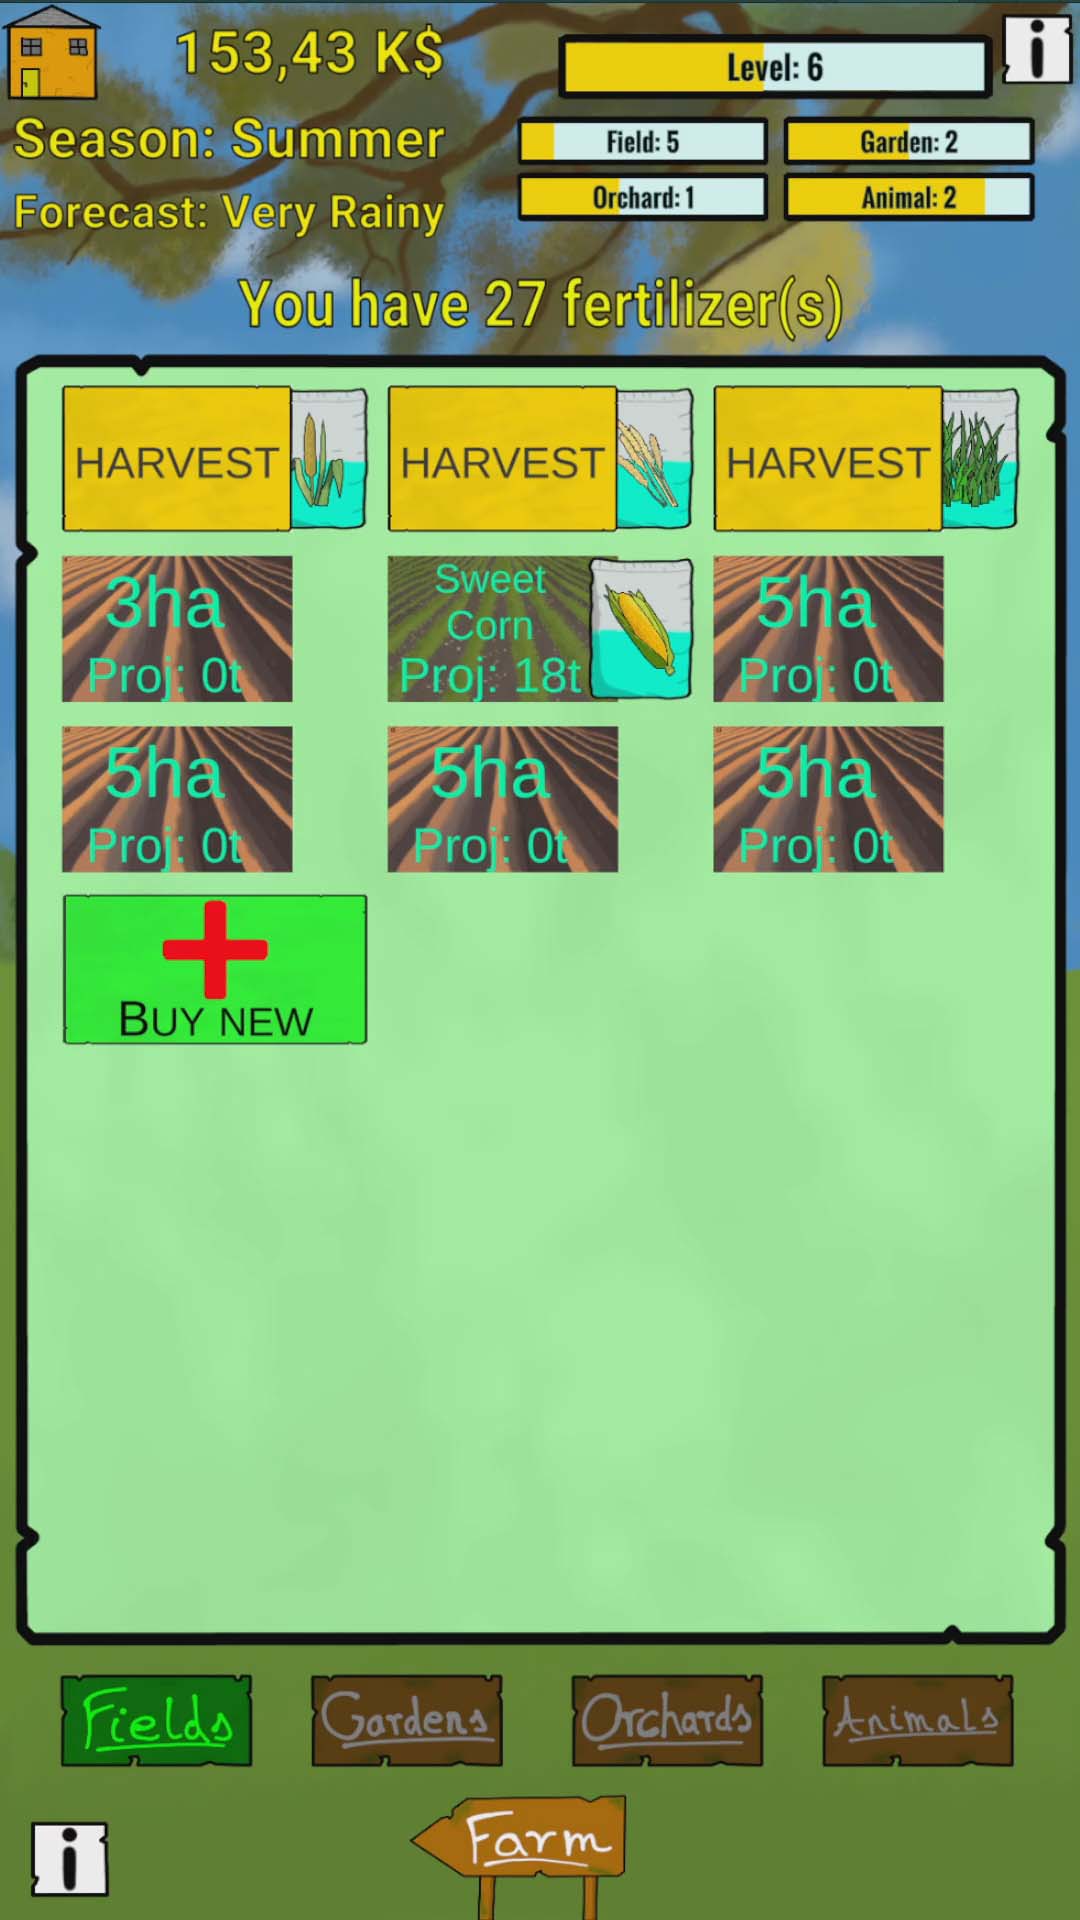 153,43 K$
Level: 6
Season: Summer
Field: 5
Garden: 2
Orchard: 1
Animal: 2
Forecast: Very Rainy
You have 27 fertilizer(s)
HARVEST
HARVEST
HARVEST
3ha
Proj: 0t
Sweet
Corn
Proj: 18t
5ha
Proj: 0t
5ha
Proj: 0t
5ha
Proj: 0t
5ha
Proj: 0t
BUY NEW
Fields
Gardens
Orchards
Animals
Farm
i
i